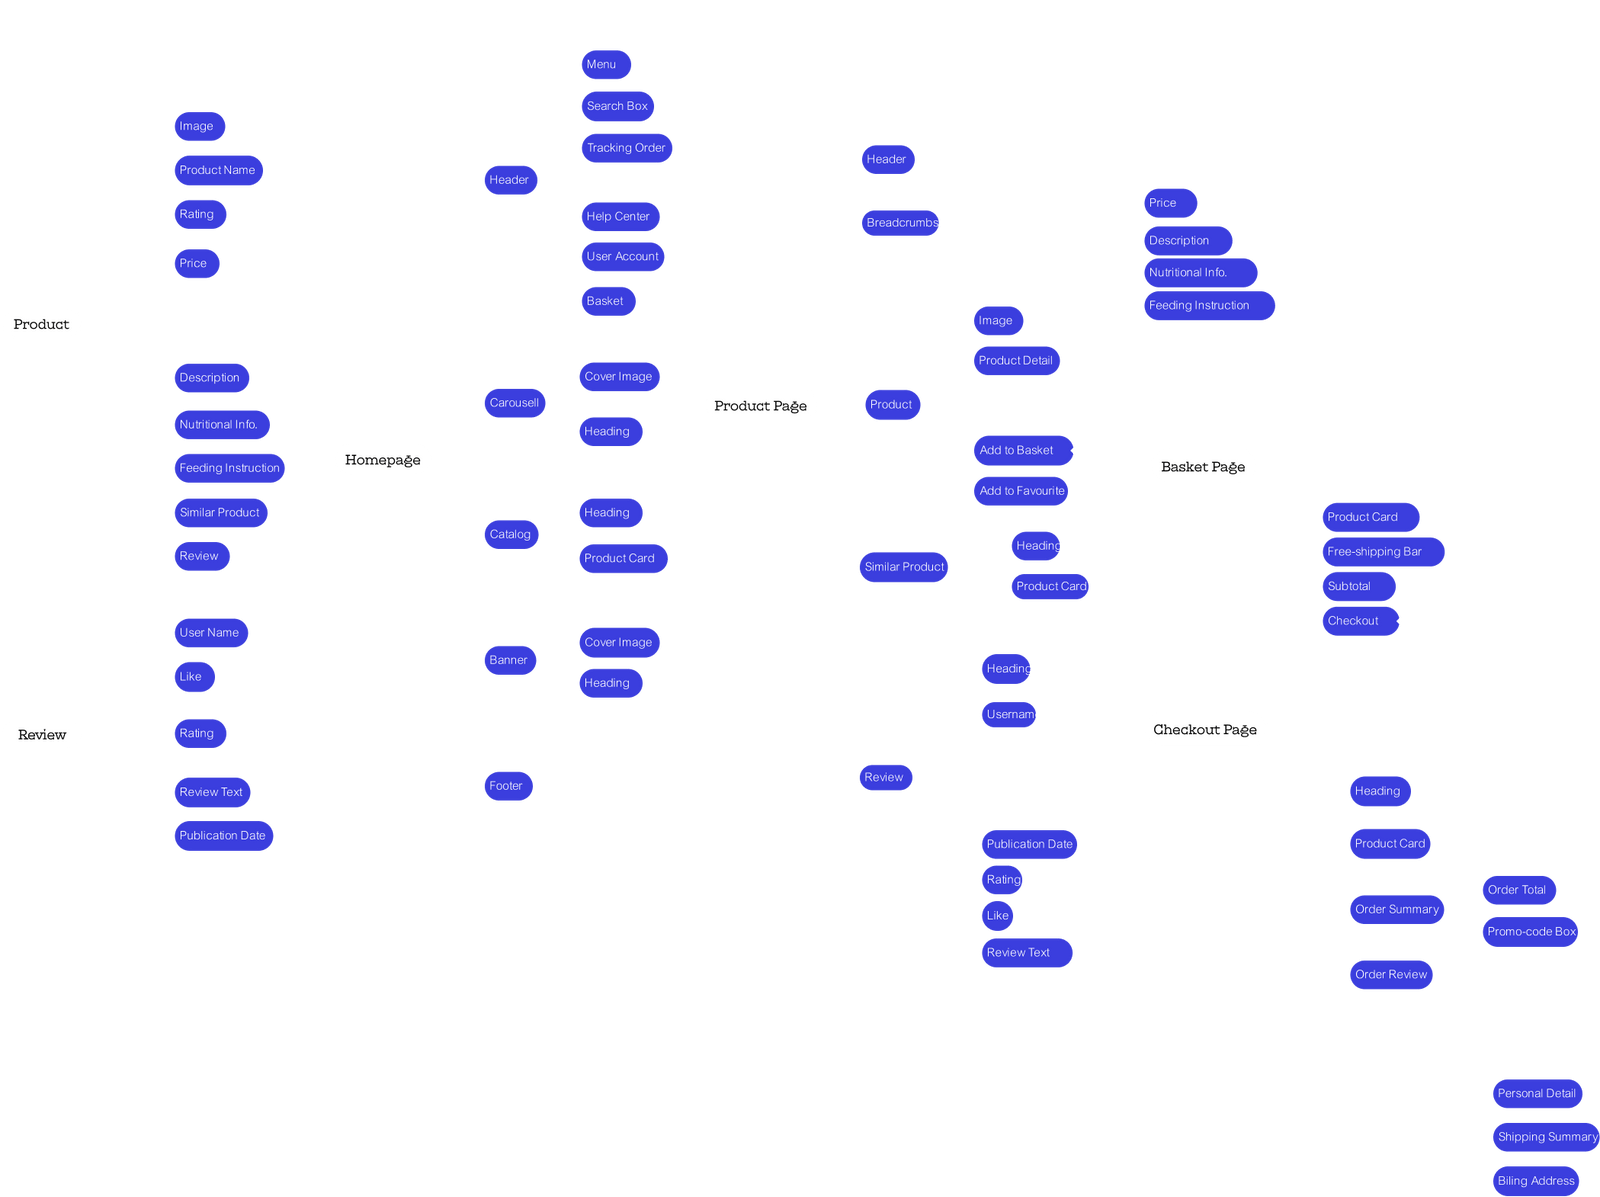 Product
Image
Product Name
Rating
Price
Description
Nutritional Info.
Feeding Instruction
Similar Product
Review
Review
User Name
Like
Rating
Review Text
Publication Date
Homepage
Header
Menu
Search Box
Tracking Order
Help Center
User Account
Basket
Carousell
Cover Image
Heading
Catalog
Heading
Product Card
Banner
Cover Image
Heading
Footer
Product Page
Header
Breadcrumbs
Product
Image
Product Detail
Price
Description
Nutritional Info.
Feeding Instruction
Add to Basket
Add to Favourite
Similar Product
Heading
Product Card
Review
Heading
Usernam
Publication Date
Rating
Like
Review Text
Basket Page
Product Card
Free-shipping Bar
Subtotal
Checkout
Checkout Page
Heading
Product Card
Order Summary
Order Total
Promo-code Box
Order Review
Personal Detail
Shipping Summary
Biling Address